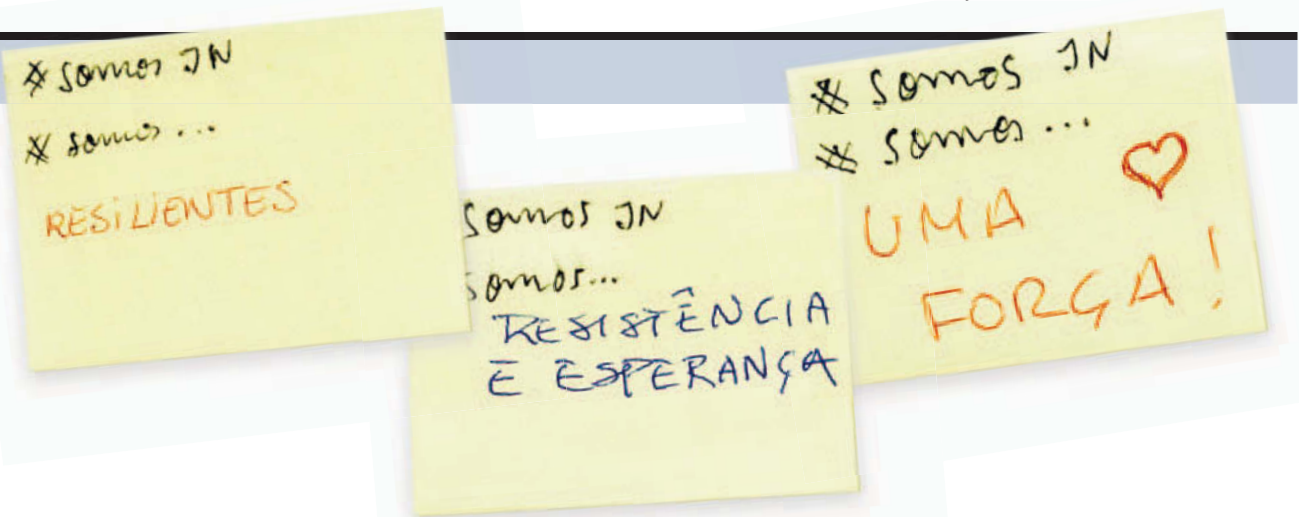 # somos JN
# somos...
RESILIENTES
somos JN
somos...
RESISTÊNCIA
E ESPERANÇA
# somos JN
# somos...
UMA
FORÇA!